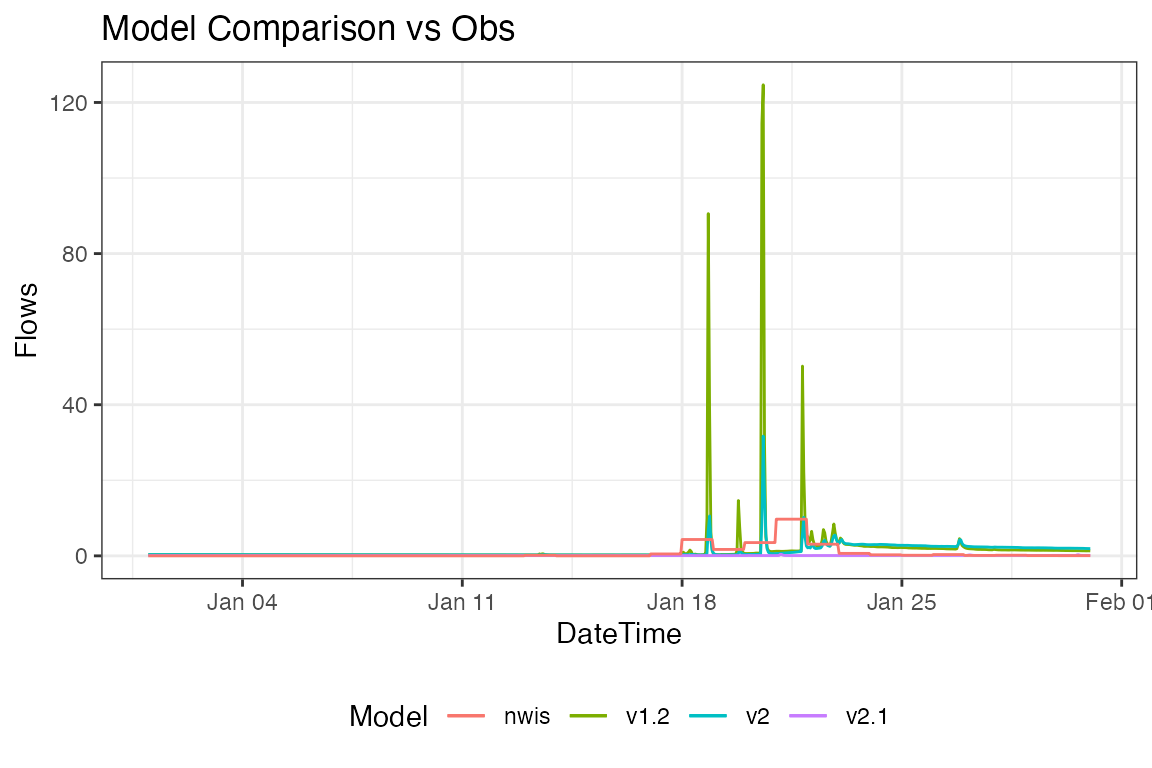 Model Comparison vs Obs
120
80
40
0
Flows
Jan 04 Jan 11 Jan 18 Jan 25 Feb 01
DateTime
Model nwis v1.2 v2 v2.1